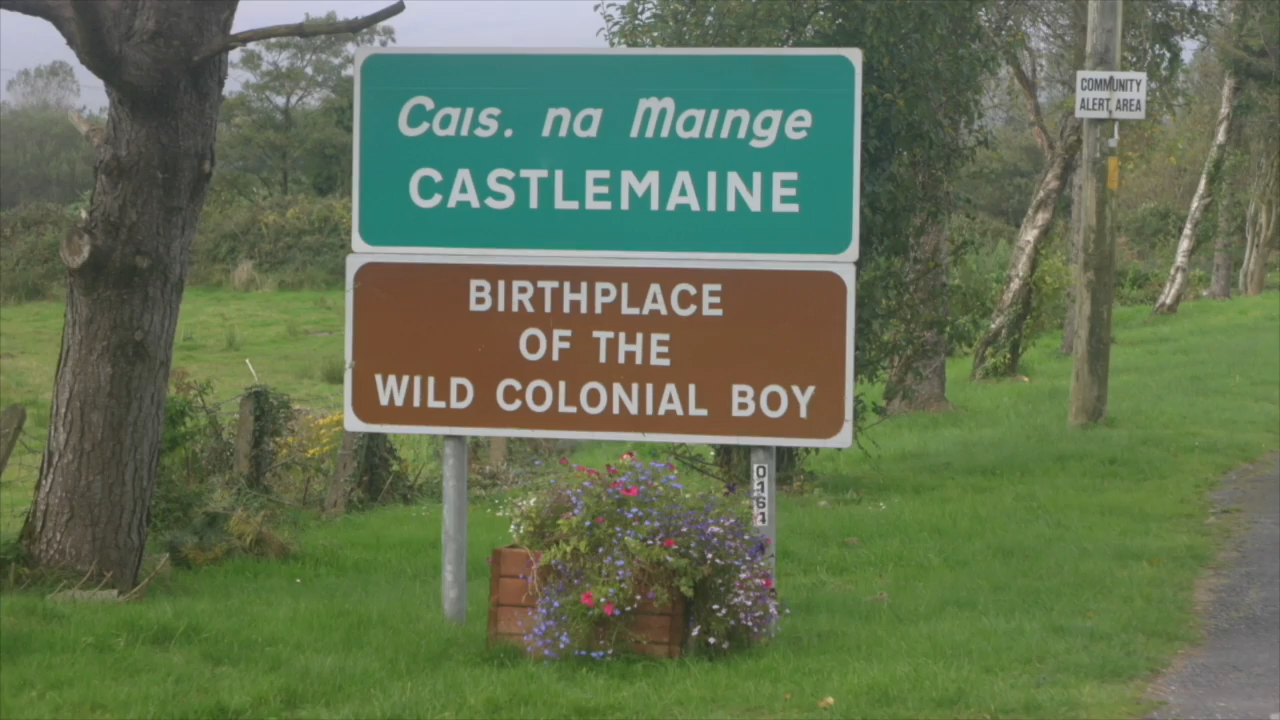 Cais. na Mainge
CASTLEMAINE
BIRTHPLACE
OF THE
WILD COLONIAL BOY
COMMUNITY
ALERT AREA
0161